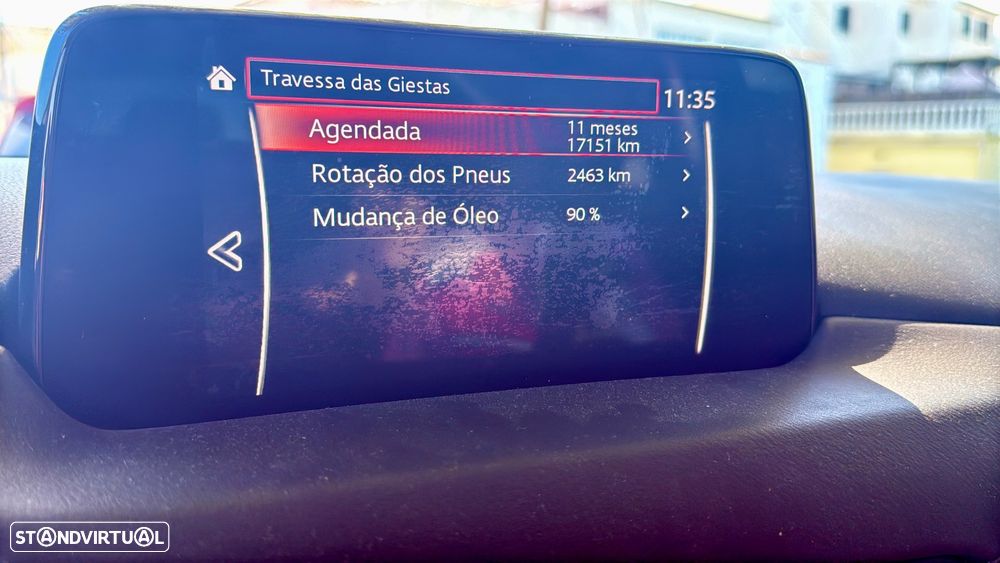 Travessa das Giestas
11:35
Agendada
11 meses
17151 km
Rotação dos Pneus 2463 km
Mudança de Óleo 90 %
STANDVIRTUAL